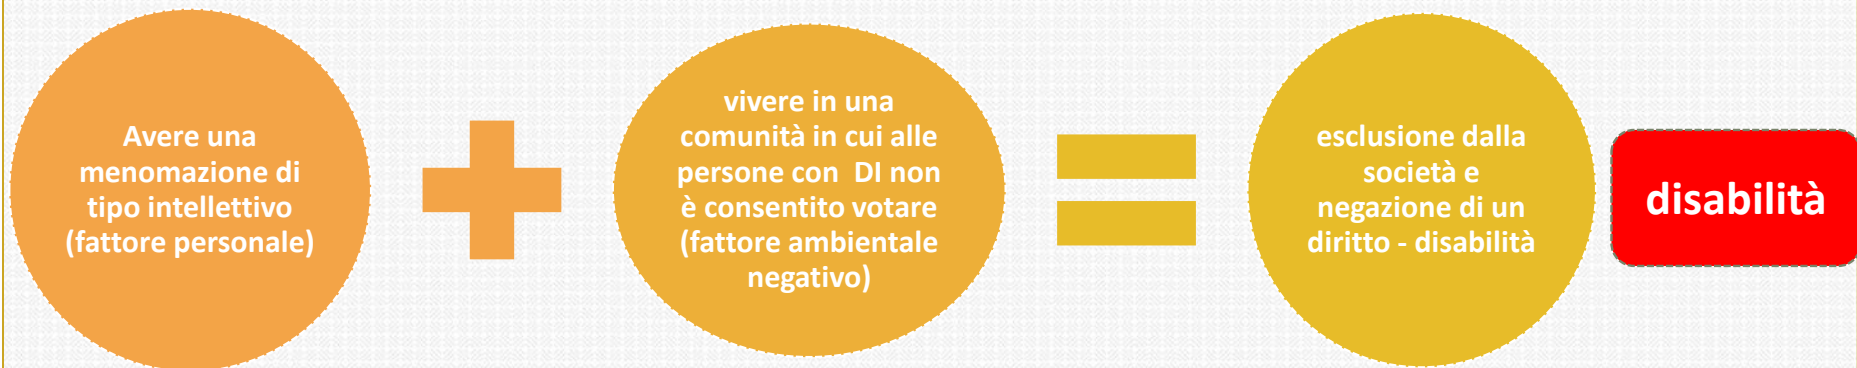 Avere una
menomazione di
tipo intellettivo
(fattore personale)
vivere in una
comunità in cui alle
persone con DI non
è consentito votare
(fattore ambientale
negativo)
esclusione dalla
società e
negazione di un
diritto - disabilità
disabilità